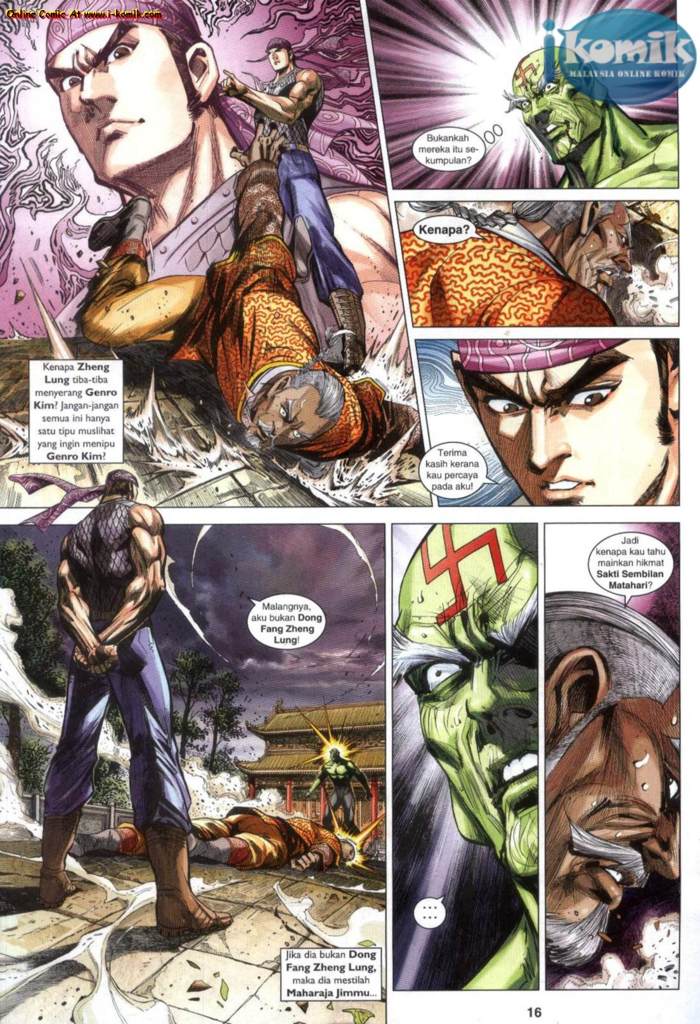 Online Comic At www.i-komik.com
ikomik
MALAYSIA ONLINE KOMIK
Bukankah
mereka itu se-
kumpulan?
Kenapa?
Kenapa Zheng
Lung tiba-tiba
menyerang Genro
Kim? Jangan-jangan
semua ini hanya
satu tipu muslihat
yang ingin menipu
Genro Kim?
Terima
kasih kerana
kau percaya
pada aku!
Malangnya,
aku bukan Dong
Fang Zheng
Lung!
Jika dia bukan Dong
Fang Zheng Lung,
maka dia mestilah
Maharaja Jimmu...
...
...
Jadi
kenapa kau tahu
mainkan hikmat
Sakti Sembilan
Matahari?
16